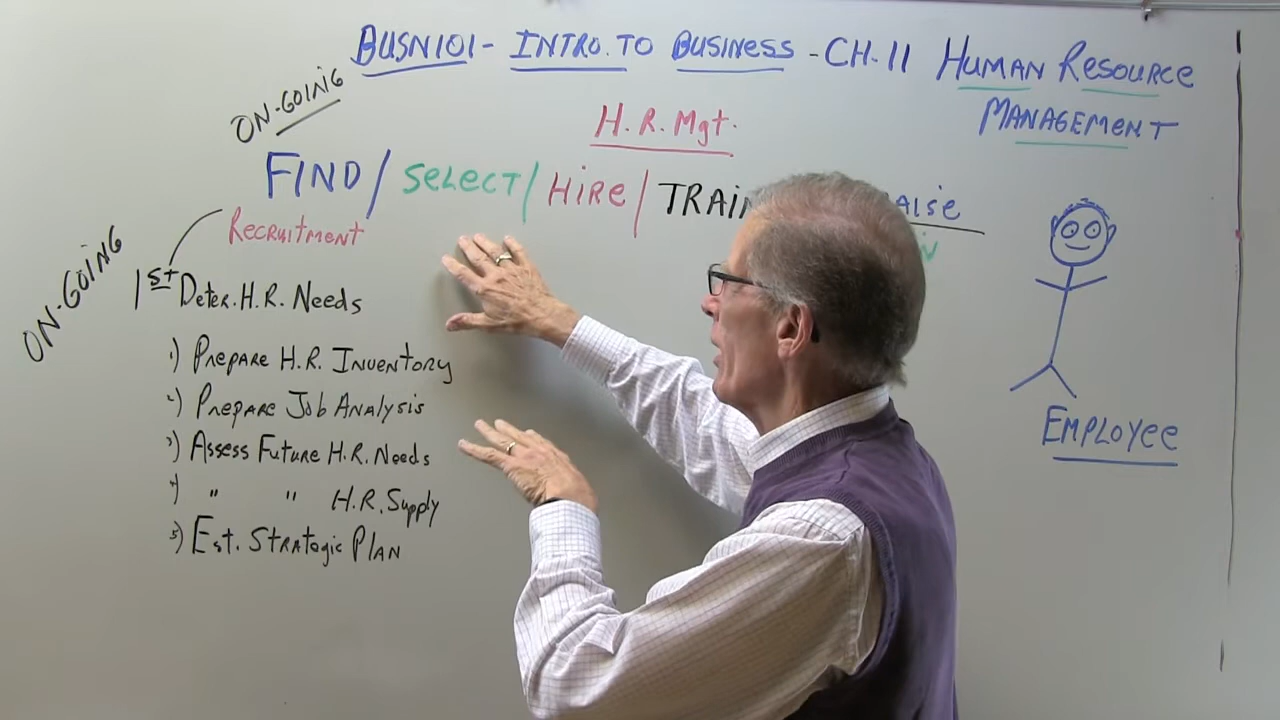 BUSN101 - INTRO. TO BUSINESS - CH. 11 HUMAN RESOURCE
MANAGEMENT
ON-GOING
H. R. Mgt.
FIND / SELECT / HIRE / TRAIN
Recruitment
ON-GOING
1st Deter. H.R. Needs
1) PREPARE H.R. INVENTORY
2) PREPARE JOB ANALYSIS
3) ASSESS FUTURE H.R. NEEDS
4) " " H.R. Supply
5) EST. STRATEGIC PLAN
EMPLOYEE